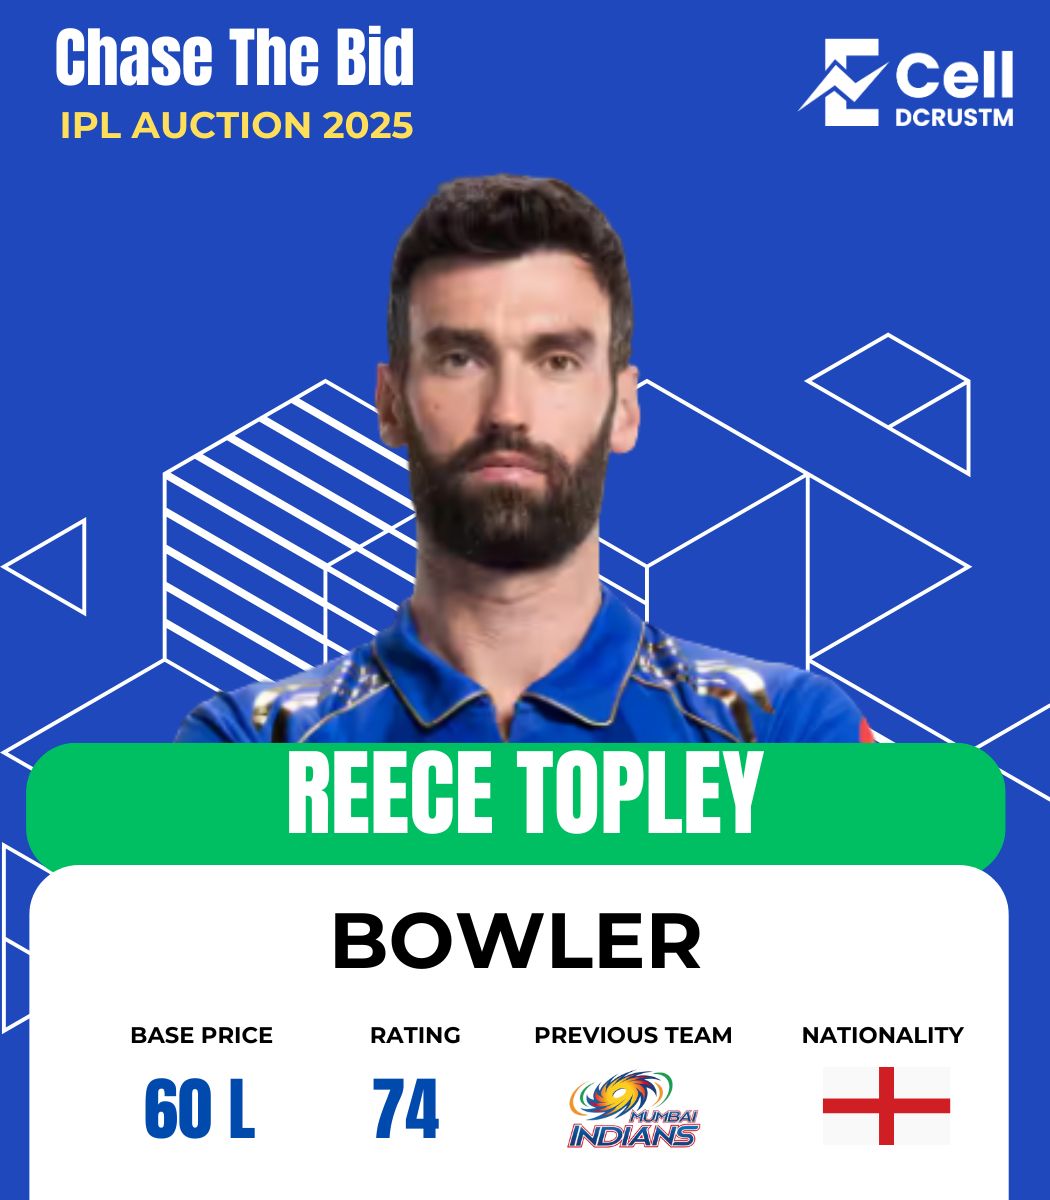 Chase The Bid
IPL AUCTION 2025
Cell
DCRUSTM
REECE TOPLEY
BOWLER
BASE PRICE
RATING
PREVIOUS TEAM
NATIONALITY
60 L
74
MUMBAI
INDIANS